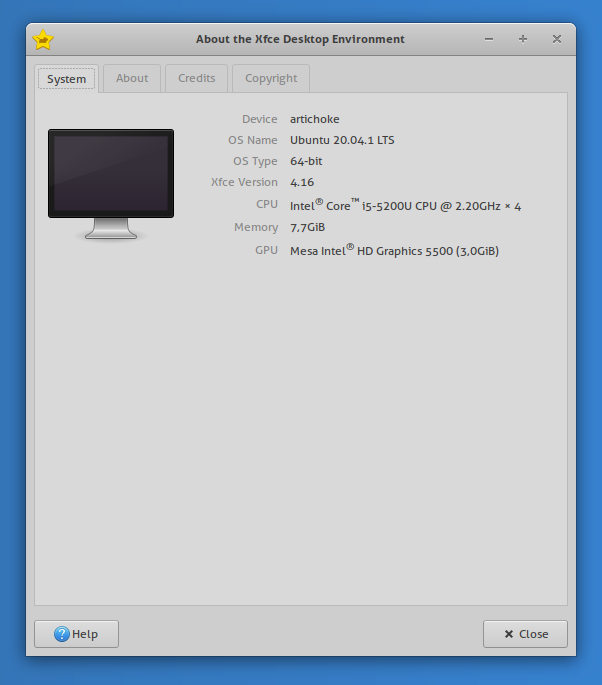 About the Xfce Desktop Environment
System About Credits Copyright
Device artichoke
OS Name Ubuntu 20.04.1 LTS
OS Type 64-bit
Xfce Version 4.16
CPU Intel® Core™ i5-5200U CPU @ 2.20GHz × 4
Memory 7,7GiB
GPU Mesa Intel® HD Graphics 5500 (3,0GiB)
? Help
Close